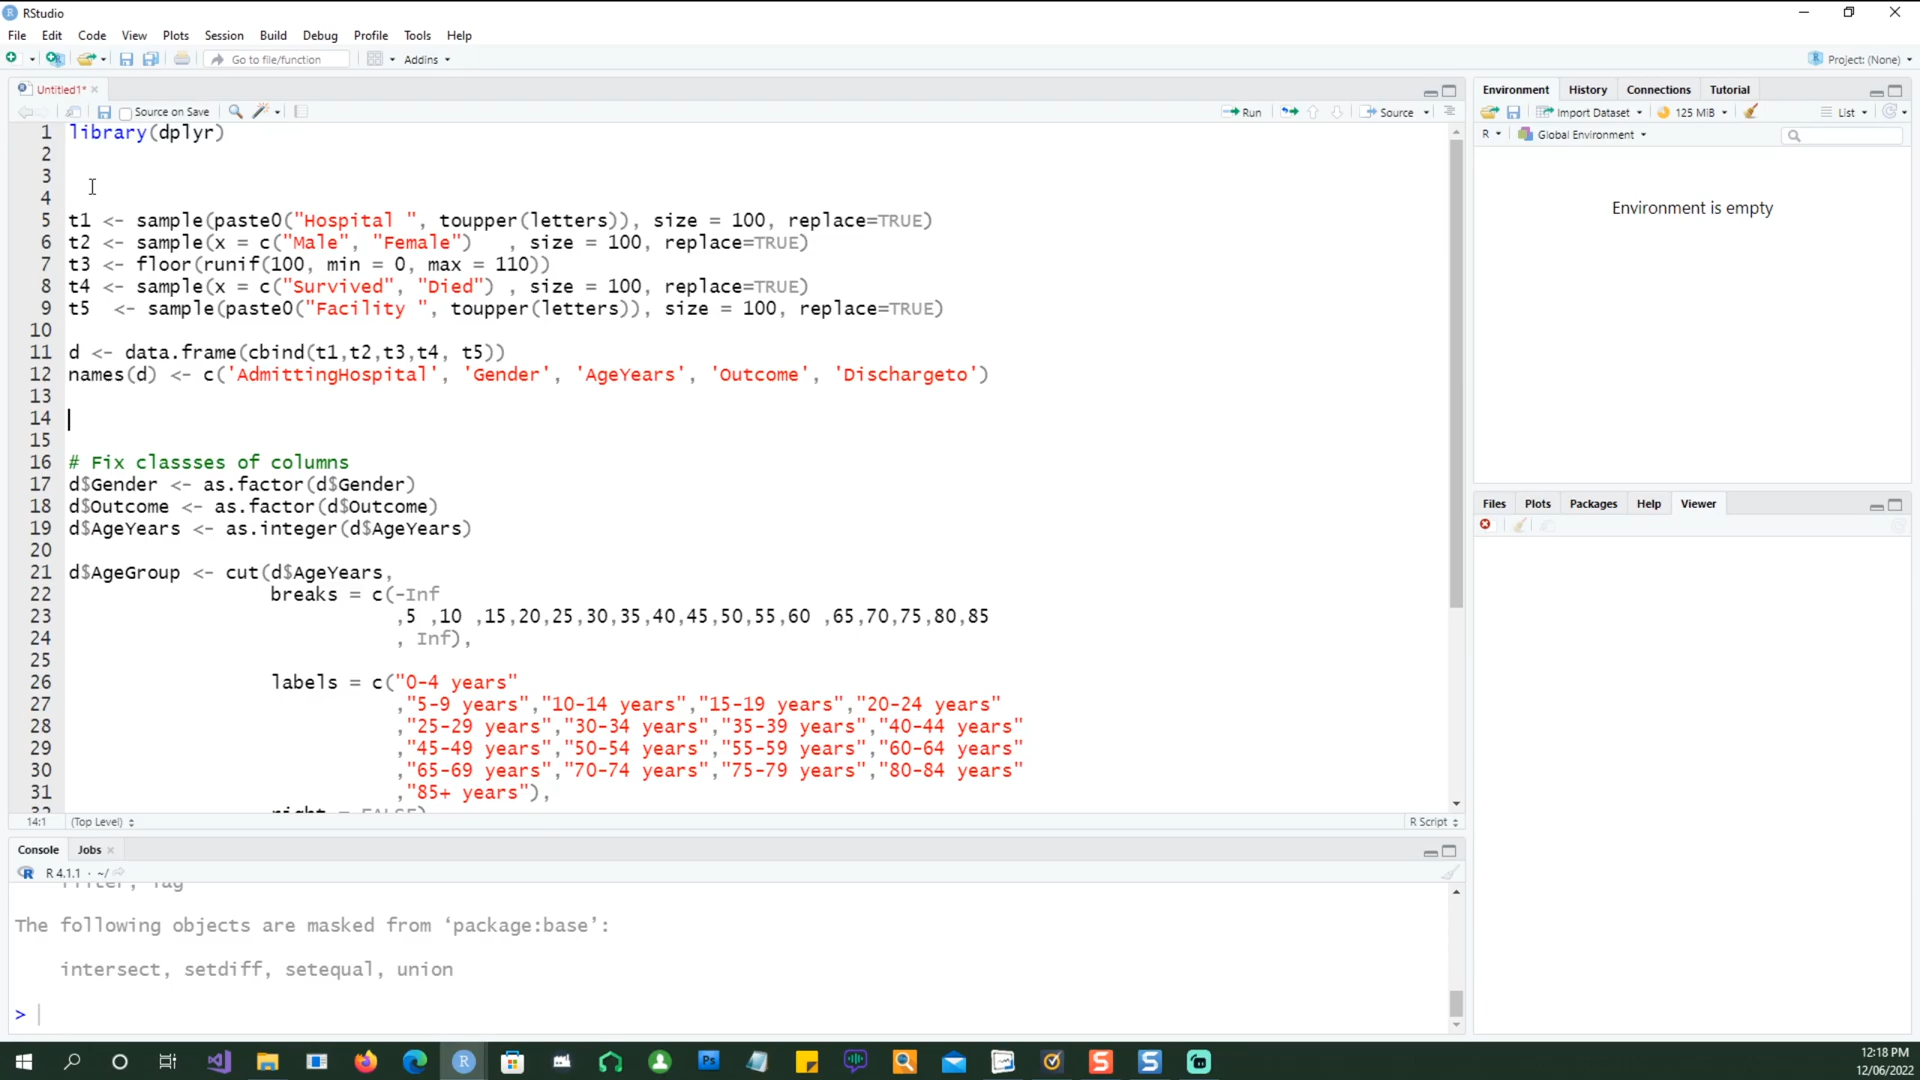 RStudio
File Edit Code View Plots Session Build Debug Profile Tools Help
Go to file/function Addins Project: (None)
Untitled1*
Source on Save Run Source
1 library(dplyr)
2
3
4
5 t1 <- sample(paste0("Hospital ", toupper(letters)), size = 100, replace=TRUE)
6 t2 <- sample(x = c("Male", "Female")   , size = 100, replace=TRUE)
7 t3 <- floor(runif(100, min = 0, max = 110))
8 t4 <- sample(x = c("Survived", "Died") , size = 100, replace=TRUE)
9 t5  <- sample(paste0("Facility ", toupper(letters)), size = 100, replace=TRUE)
10
11 d <- data.frame(cbind(t1,t2,t3,t4, t5))
12 names(d) <- c('AdmittingHospital', 'Gender', 'AgeYears', 'Outcome', 'Dischargeto')
13
14
15
16 # Fix classses of columns
17 d$Gender <- as.factor(d$Gender)
18 d$Outcome <- as.factor(d$Outcome)
19 d$AgeYears <- as.integer(d$AgeYears)
20
21 d$AgeGroup <- cut(d$AgeYears,
22 breaks = c(-Inf
23 ,5 ,10 ,15,20,25,30,35,40,45,50,55,60 ,65,70,75,80,85
24 , Inf),
25
26 labels = c("0-4 years"
27 ,"5-9 years","10-14 years","15-19 years","20-24 years"
28 ,"25-29 years","30-34 years","35-39 years","40-44 years"
29 ,"45-49 years","50-54 years","55-59 years","60-64 years"
30 ,"65-69 years","70-74 years","75-79 years","80-84 years"
31 ,"85+ years"),
32 right = FALSE)
14:1 (Top Level) R Script
Console Jobs
R 4.1.1 · ~/
filter, lag
The following objects are masked from ‘package:base’:
intersect, setdiff, setequal, union
>
Environment History Connections Tutorial
Import Dataset 125 MiB List
R Global Environment
Environment is empty
Files Plots Packages Help Viewer
12:18 PM
12/06/2022